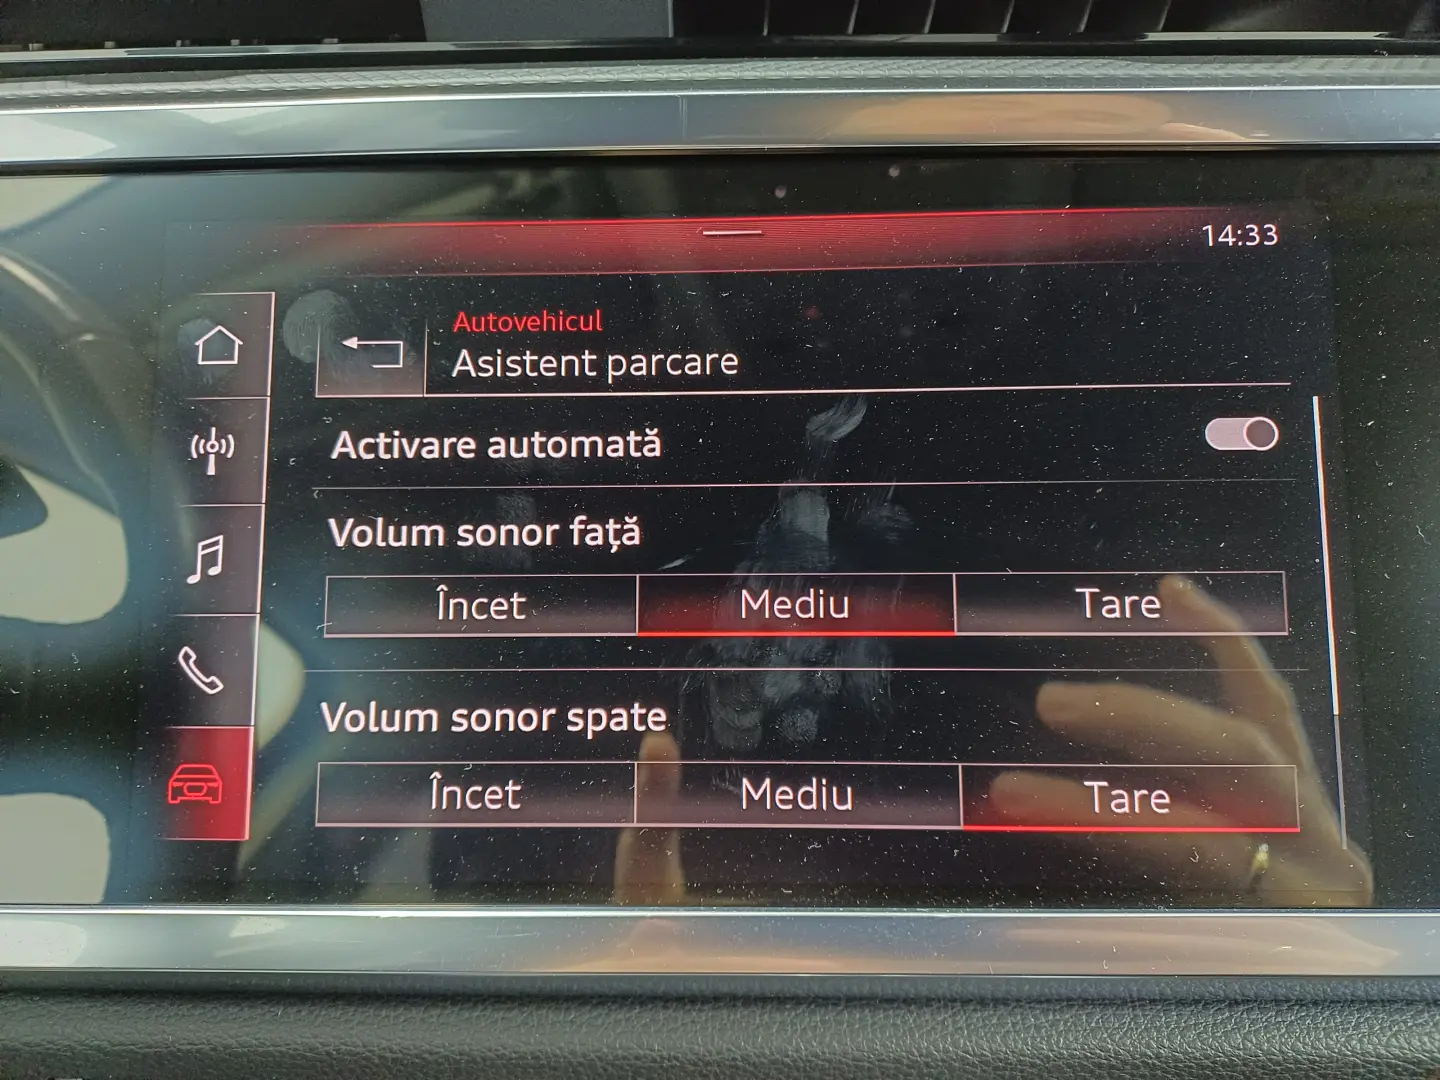 14:33
Autovehicul
Asistent parcare
Activare automată
Volum sonor față
Încet Mediu Tare
Volum sonor spate
Încet Mediu Tare